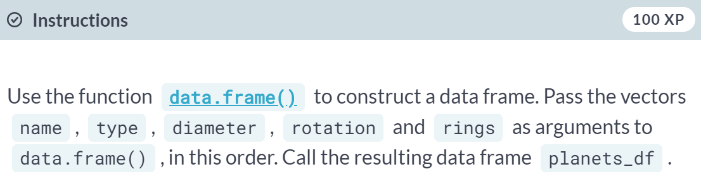 Instructions 100 XP
Use the function data.frame() to construct a data frame. Pass the vectors
name , type , diameter , rotation and rings as arguments to
data.frame() , in this order. Call the resulting data frame planets_df .